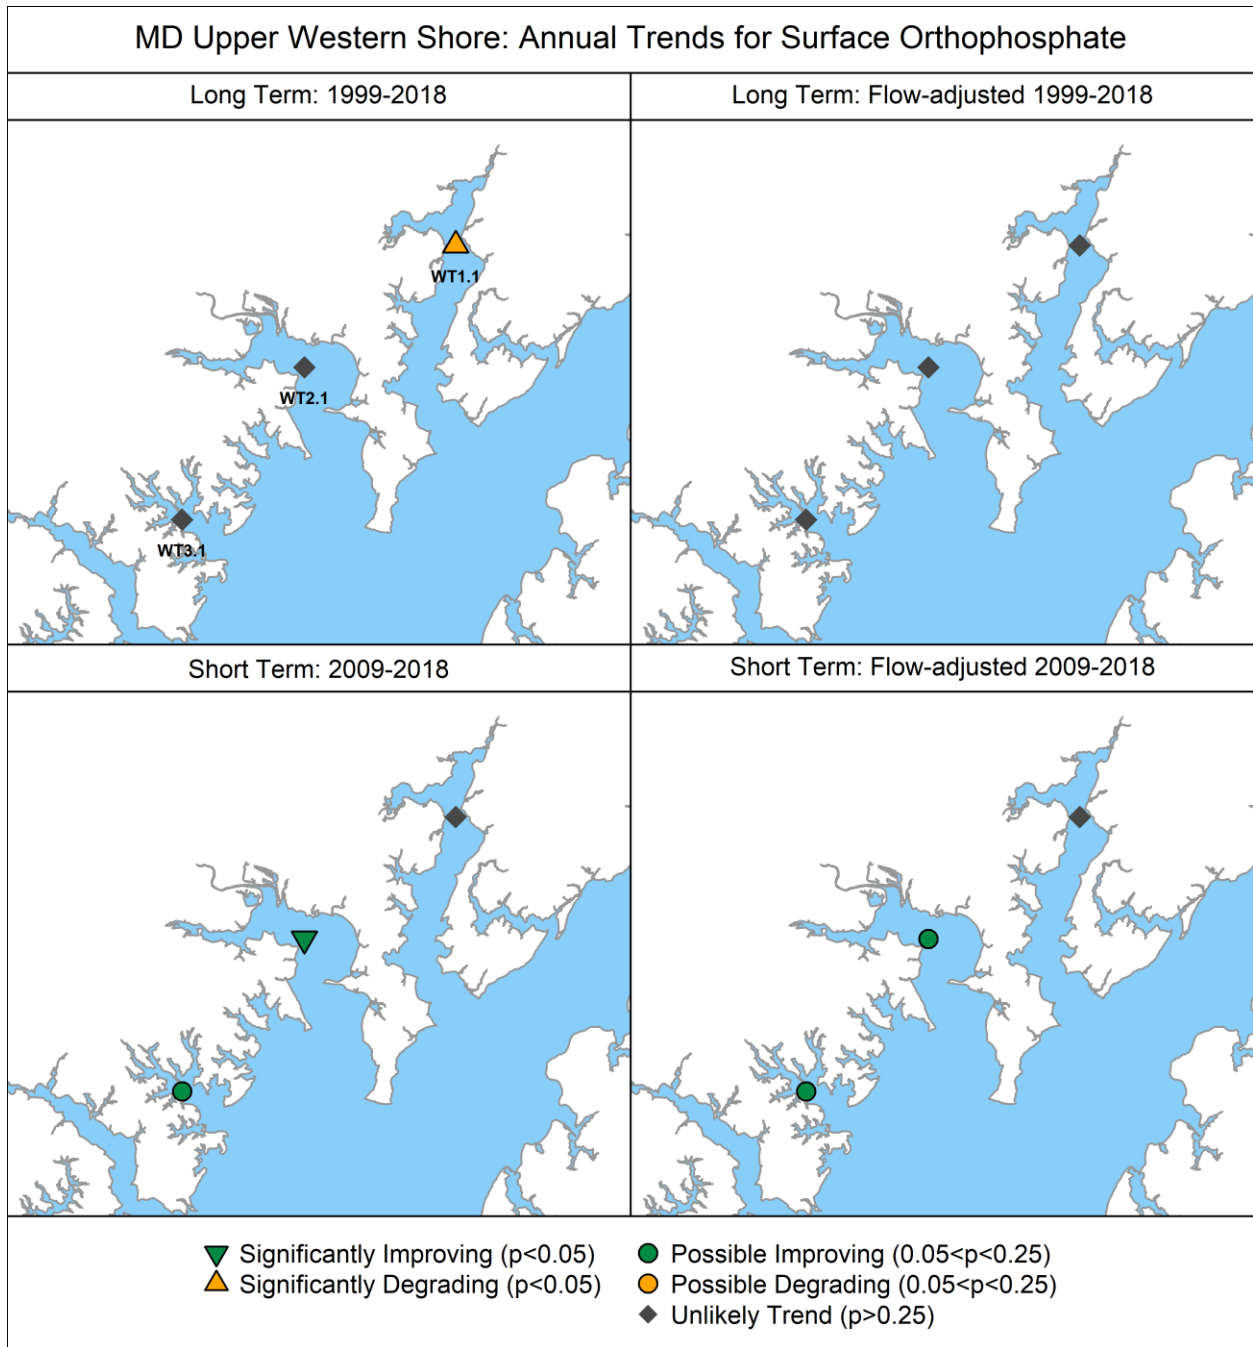 MD Upper Western Shore: Annual Trends for Surface Orthophosphate
Long Term: 1999-2018
Long Term: Flow-adjusted 1999-2018
WT1.1
WT2.1
WT3.1
Short Term: 2009-2018
Short Term: Flow-adjusted 2009-2018
Significantly Improving (p<0.05)
Significantly Degrading (p<0.05)
Possible Improving (0.05<p<0.25)
Possible Degrading (0.05<p<0.25)
Unlikely Trend (p>0.25)